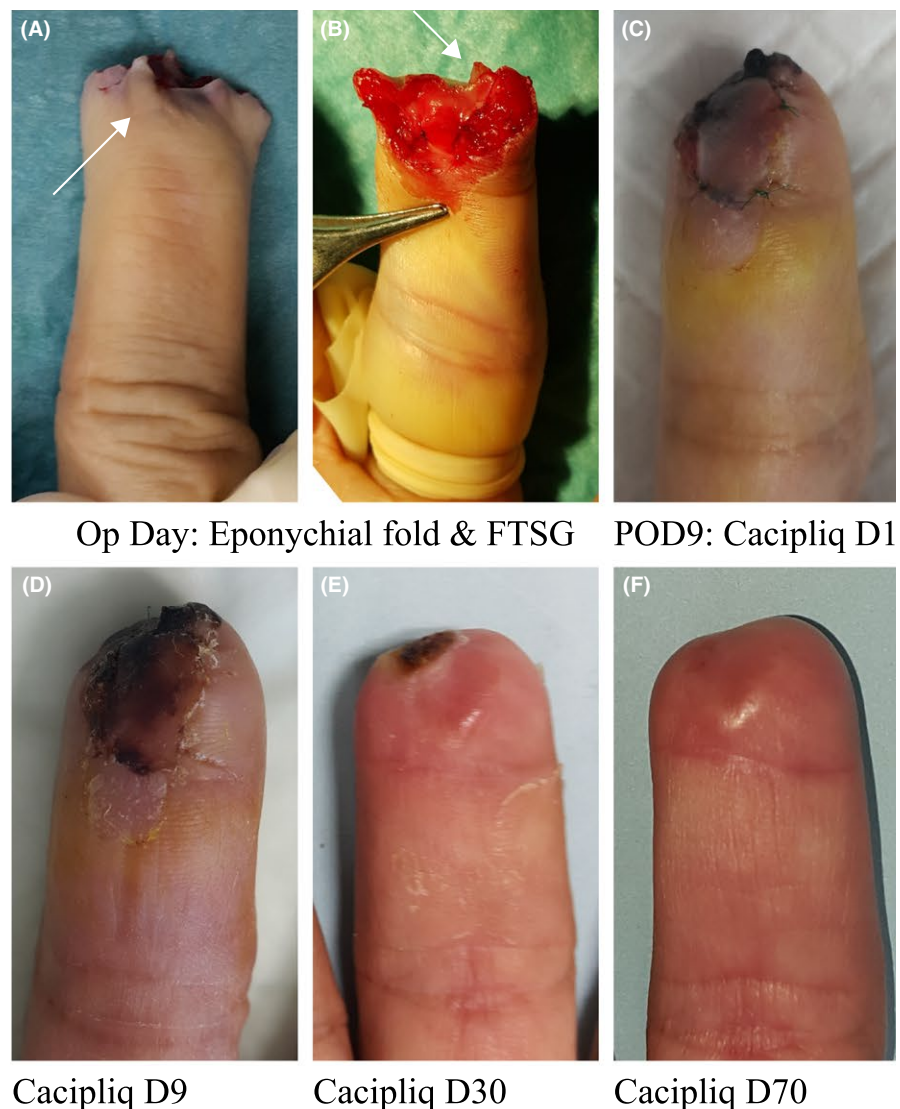 (A)
(B)
(C)
Op Day: Eponychial fold & FTSG
POD9: Cacipliq D1
(D)
(E)
(F)
Cacipliq D9
Cacipliq D30
Cacipliq D70